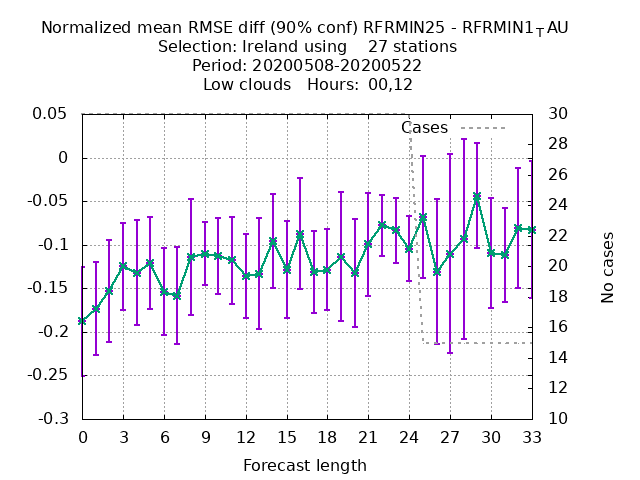 Normalized mean RMSE diff (90% conf) RFRMIN25 - RFRMIN1_TAU
Selection: Ireland using    27 stations
Period: 20200508-20200522
Low clouds   Hours:  00,12
Cases
0.05
0
-0.05
-0.1
-0.15
-0.2
-0.25
-0.3
30
28
26
24
22
20
18
16
14
12
10
No cases
0 3 6 9 12 15 18 21 24 27 30 33
Forecast length